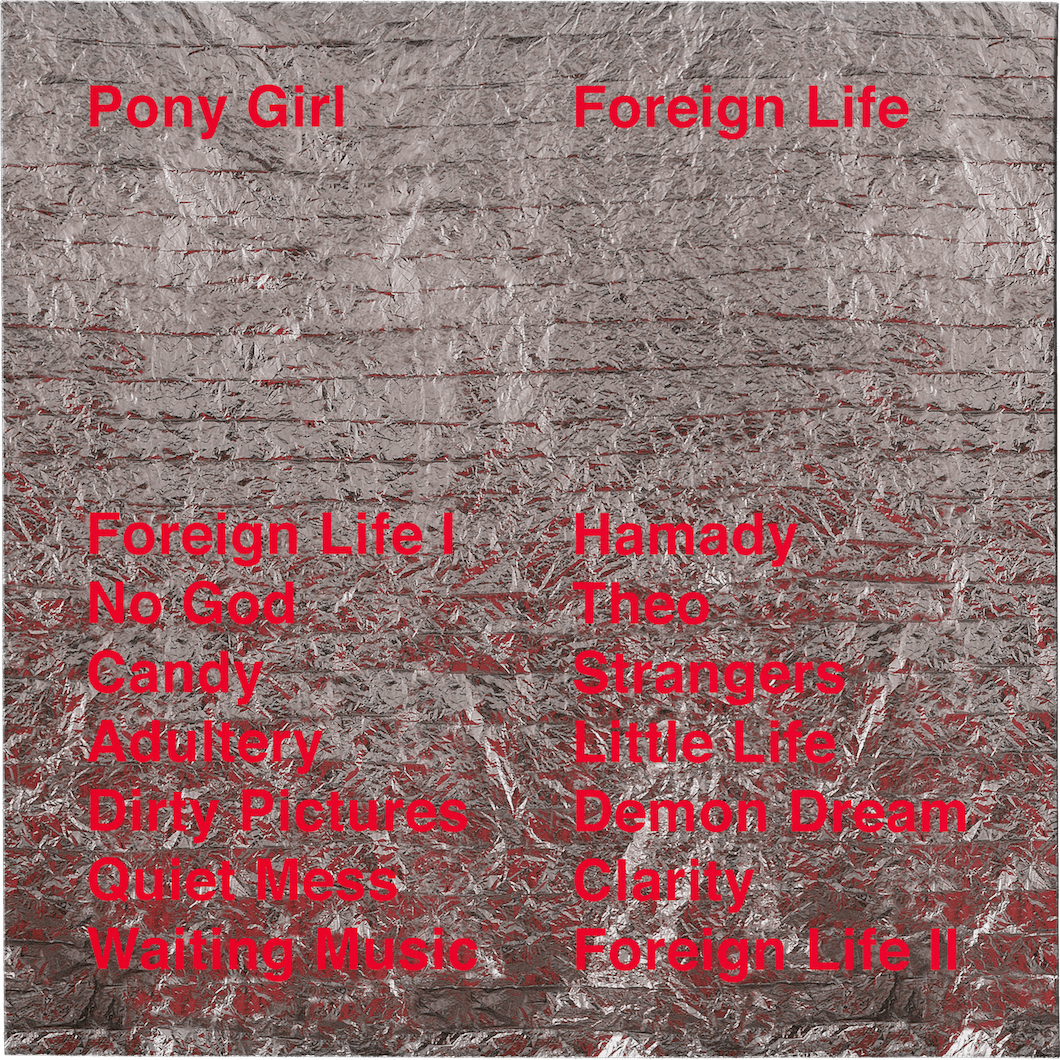 Pony Girl
Foreign Life
Foreign Life I
No God
Candy
Adultery
Dirty Pictures
Quiet Mess
Waiting Music
Hamady
Theo
Strangers
Little Life
Demon Dream
Clarity
Foreign Life II